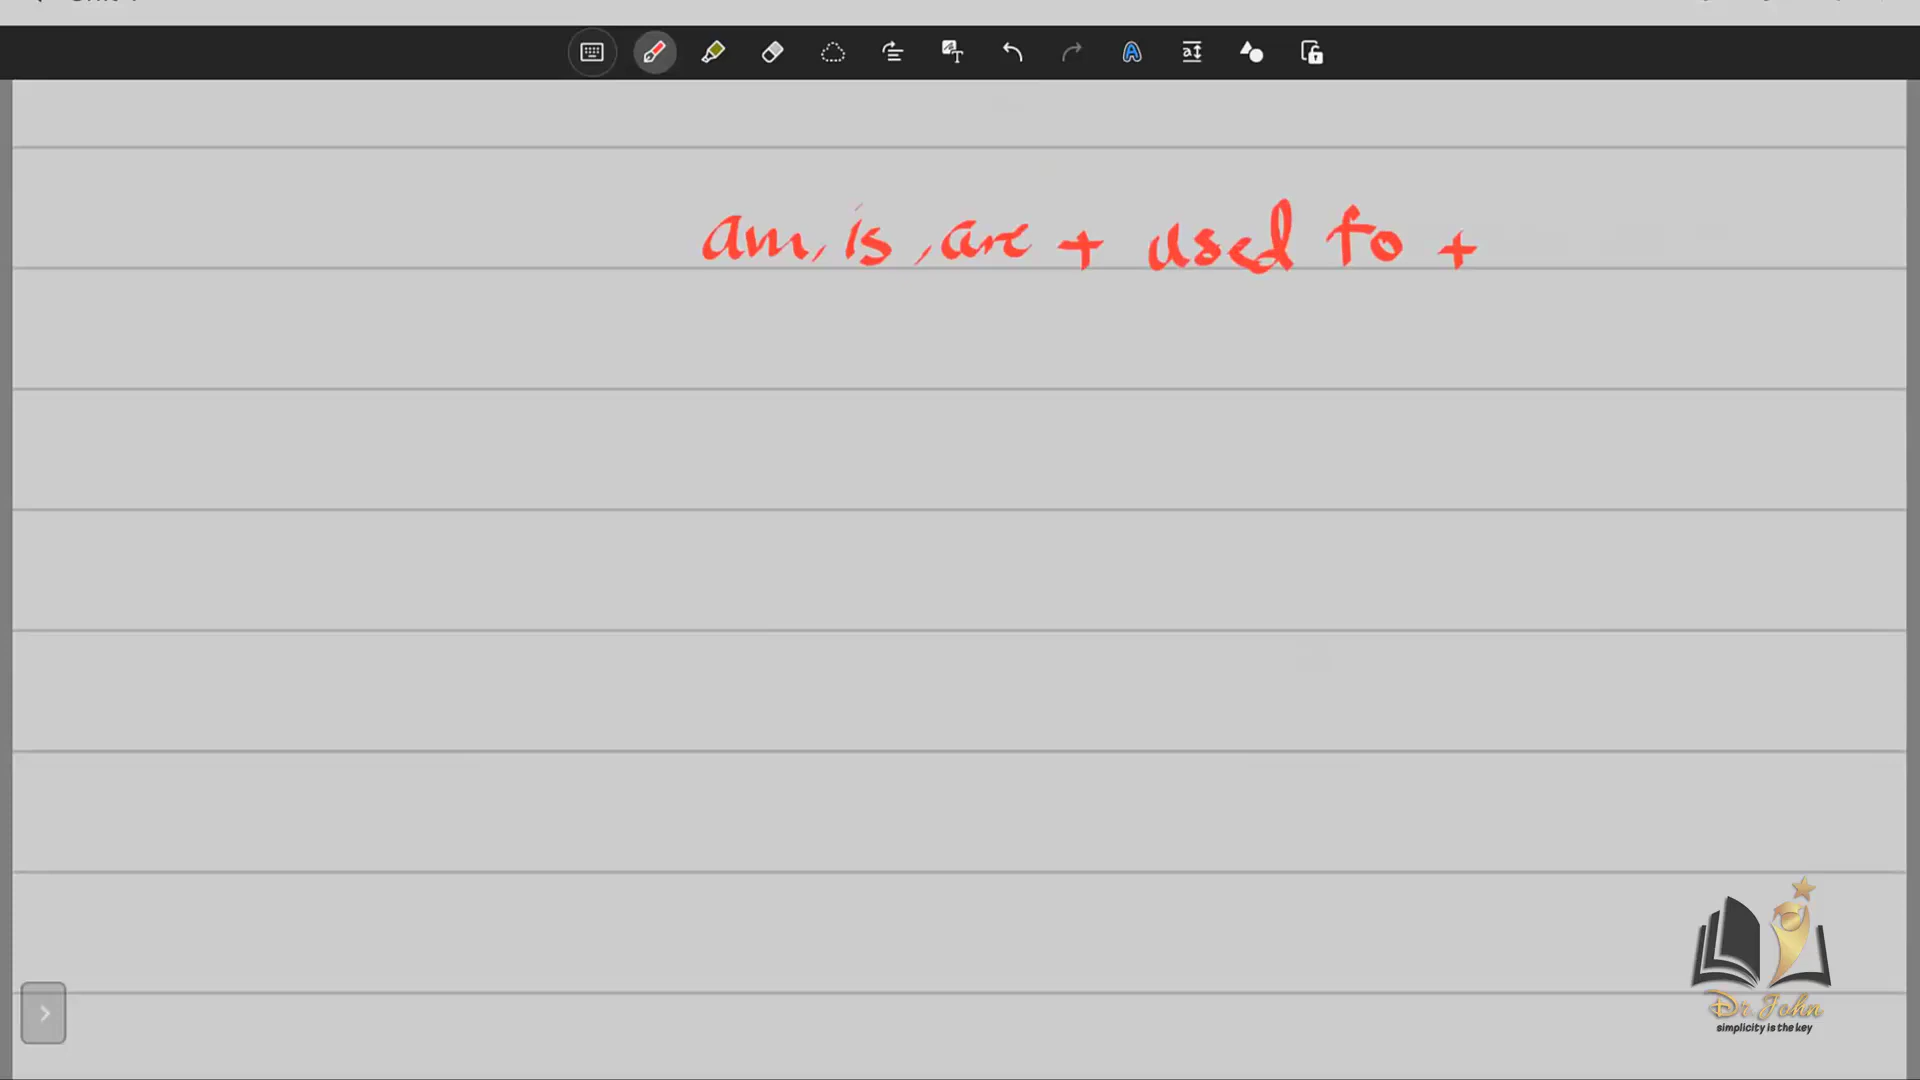 am, is, are + used to +
Dr. John
simplicity is the key